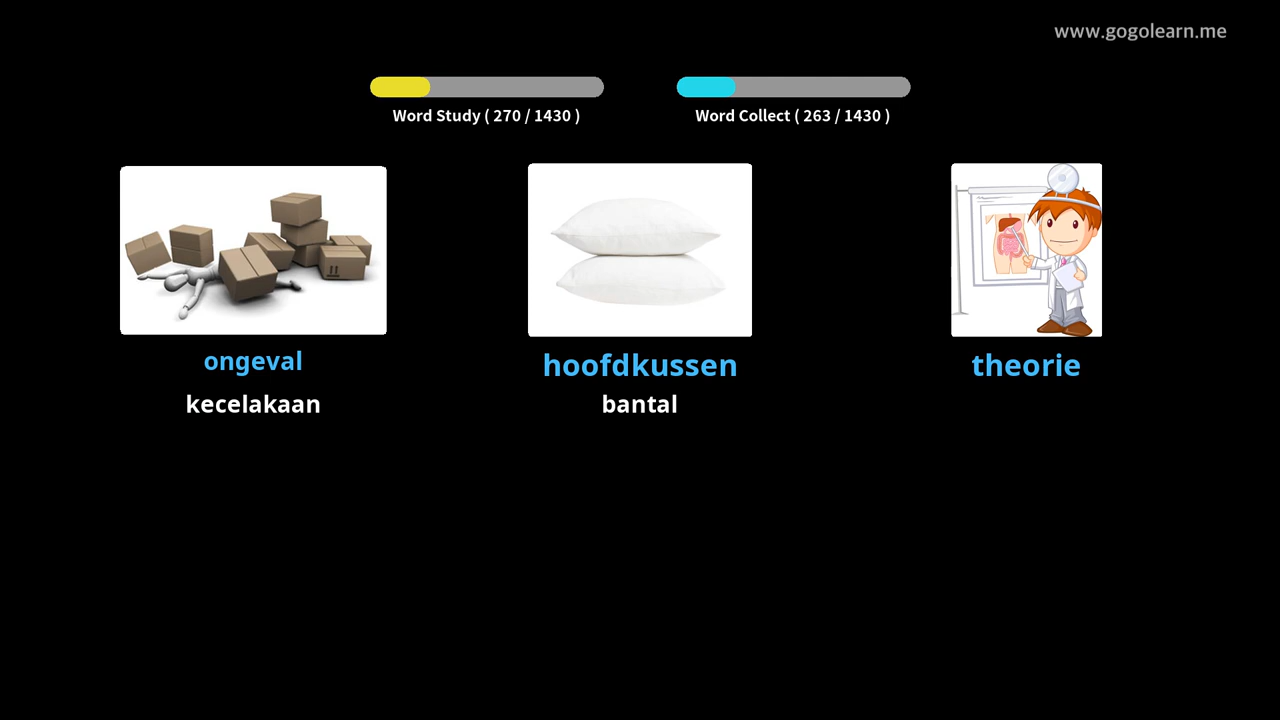 www.gogolearn.me
Word Study ( 270 / 1430 )
Word Collect ( 263 / 1430 )
ongeval
hoofdkussen
theorie
kecelakaan
bantal